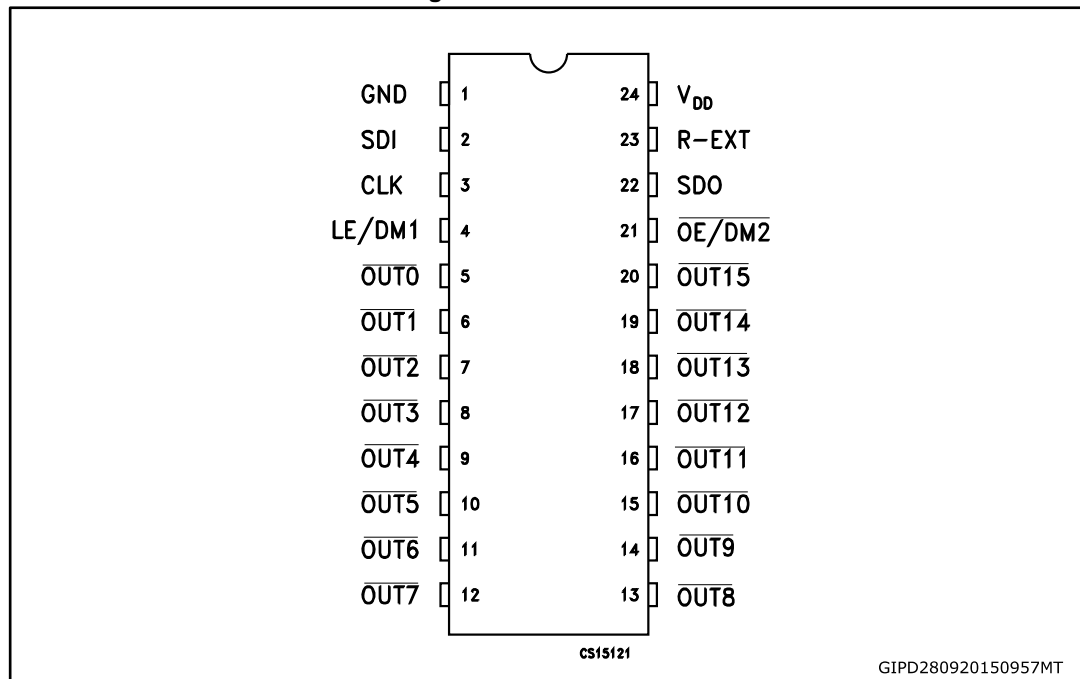 GND 1 24 VDD
SDI 2 23 R-EXT
CLK 3 22 SDO
LE/DM1 4 21 OE/DM2
OUT0 5 20 OUT15
OUT1 6 19 OUT14
OUT2 7 18 OUT13
OUT3 8 17 OUT12
OUT4 9 16 OUT11
OUT5 10 15 OUT10
OUT6 11 14 OUT9
OUT7 12 13 OUT8
CS15121
GIPD280920150957MT